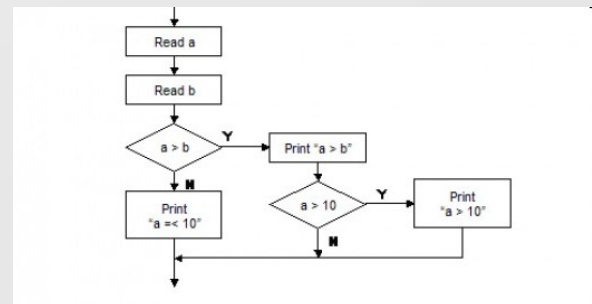 Read a
Read b
a > b
Y
Print "a > b"
N
Print
"a =< 10"
a > 10
Y
Print
"a > 10"
N